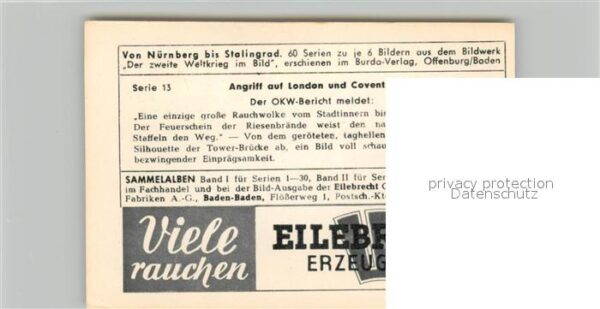 Von Nürnberg bis Stalingrad. 60 Serien zu je 6 Bildern aus dem Bildwerk
„Der zweite Weltkrieg im Bild", erschienen im Burda-Verlag, Offenburg/Baden
Serie 13 Angriff auf London und Covent
Der OKW-Bericht meldet:
„Eine einzige große Rauchwolke vom Stadtinnern bi
Der Feuerschein der Riesenbrände weist den na
Staffeln den Weg." — Von dem geröteten, taghellen
Silhouette der Tower-Brücke ab, ein Bild voll schau
bezwingender Einprägsamkeit.
SAMMELALBEN Band I für Serien 1—30, Band II für Ser
im Fachhandel und bei der Bild-Ausgabe der Eilebrecht C
Fabriken A.-G., Baden-Baden, Flößerweg 1, Postsch.-Kt
Viele
rauchen
EILEBR
ERZEUG
privacy protection
Datenschutz